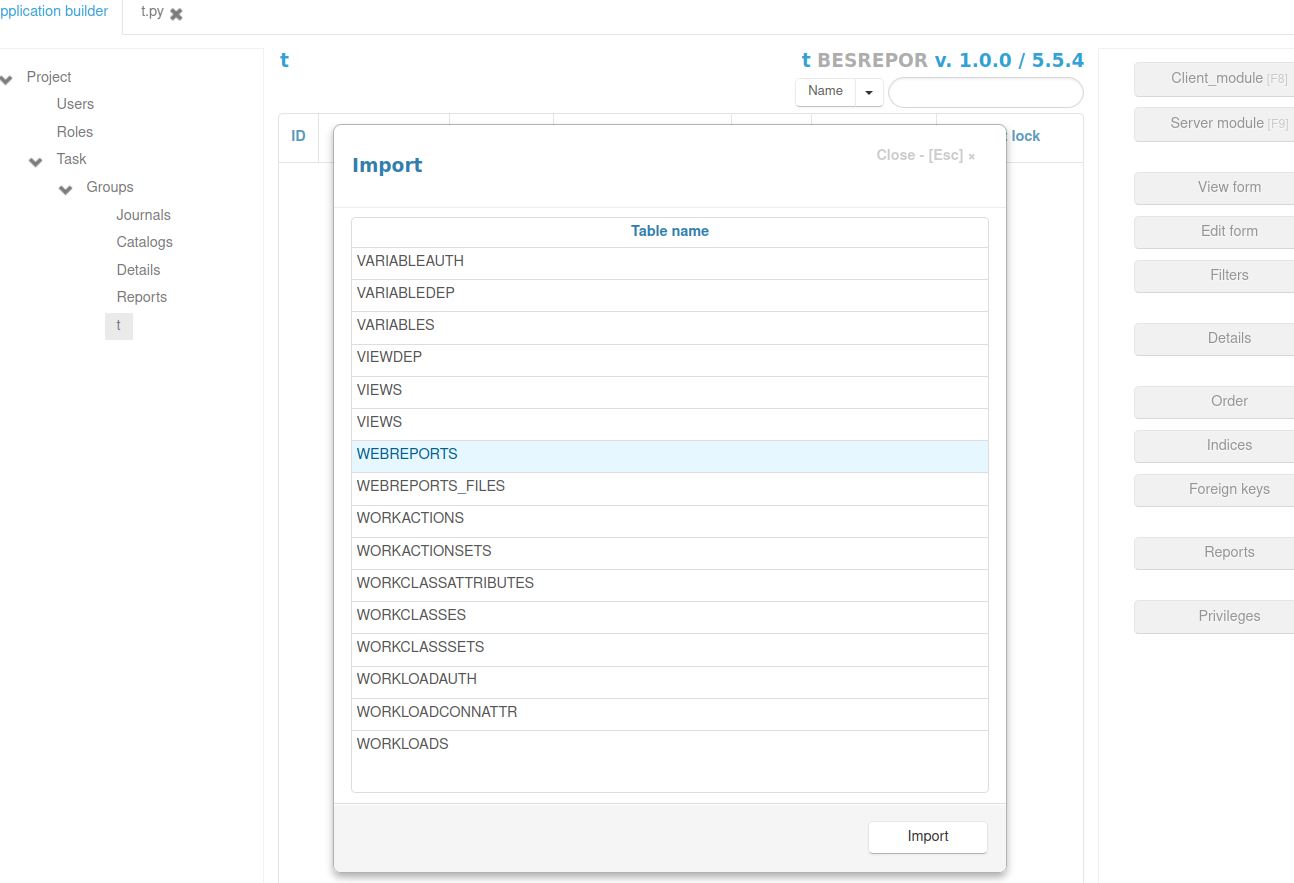 pplication builder
t.py
Project
Users
Roles
Task
Groups
Journals
Catalogs
Details
Reports
t
t
t BESREPOR v. 1.0.0 / 5.5.4
Name
ID
lock
Import
Close - [Esc] ×
Table name
VARIABLEAUTH
VARIABLEDEP
VARIABLES
VIEWDEP
VIEWS
VIEWS
WEBREPORTS
WEBREPORTS_FILES
WORKACTIONS
WORKACTIONSETS
WORKCLASSATTRIBUTES
WORKCLASSES
WORKCLASSSETS
WORKLOADAUTH
WORKLOADCONNATTR
WORKLOADS
Import
Client_module [F8]
Server module [F9]
View form
Edit form
Filters
Details
Order
Indices
Foreign keys
Reports
Privileges